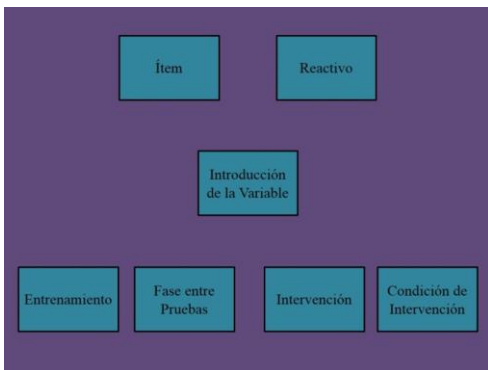 Ítem
Reactivo
Introducción
de la Variable
Entrenamiento
Fase entre
Pruebas
Intervención
Condición de
Intervención